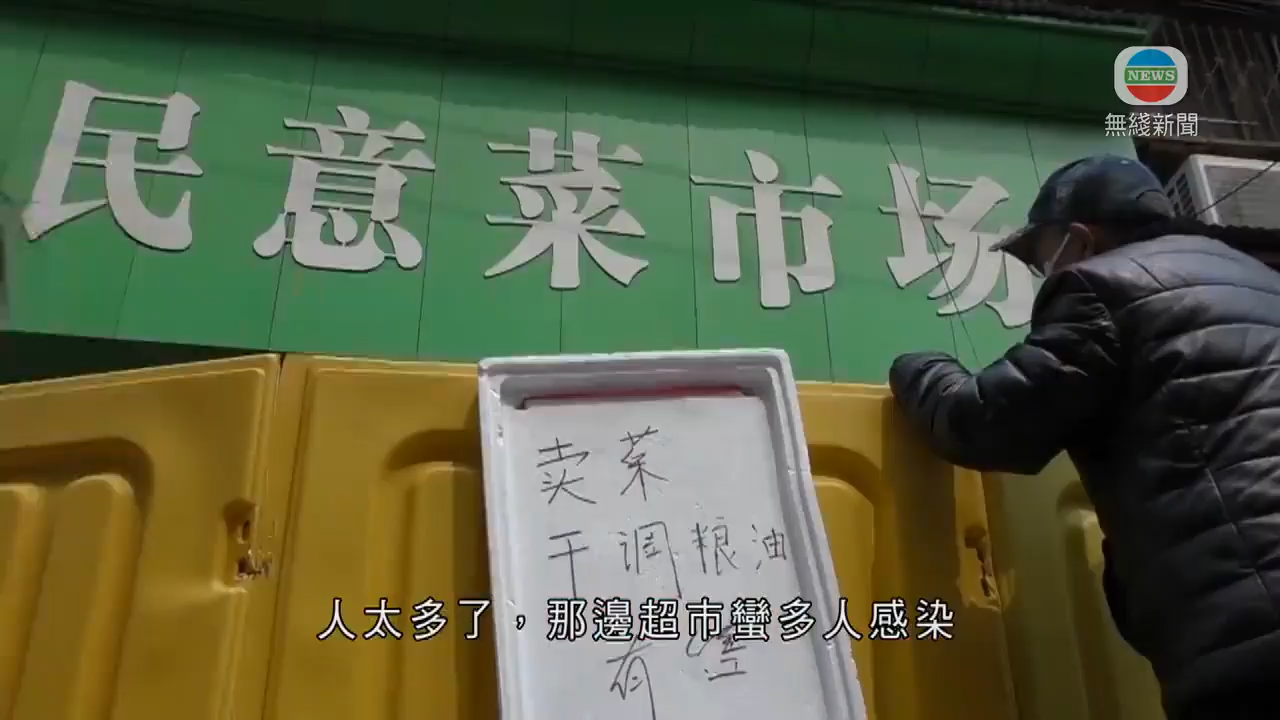 NEWS
無綫新聞
民意菜市场
卖菜
干调粮油
人太多了，那邊超市蠻多人感染
有